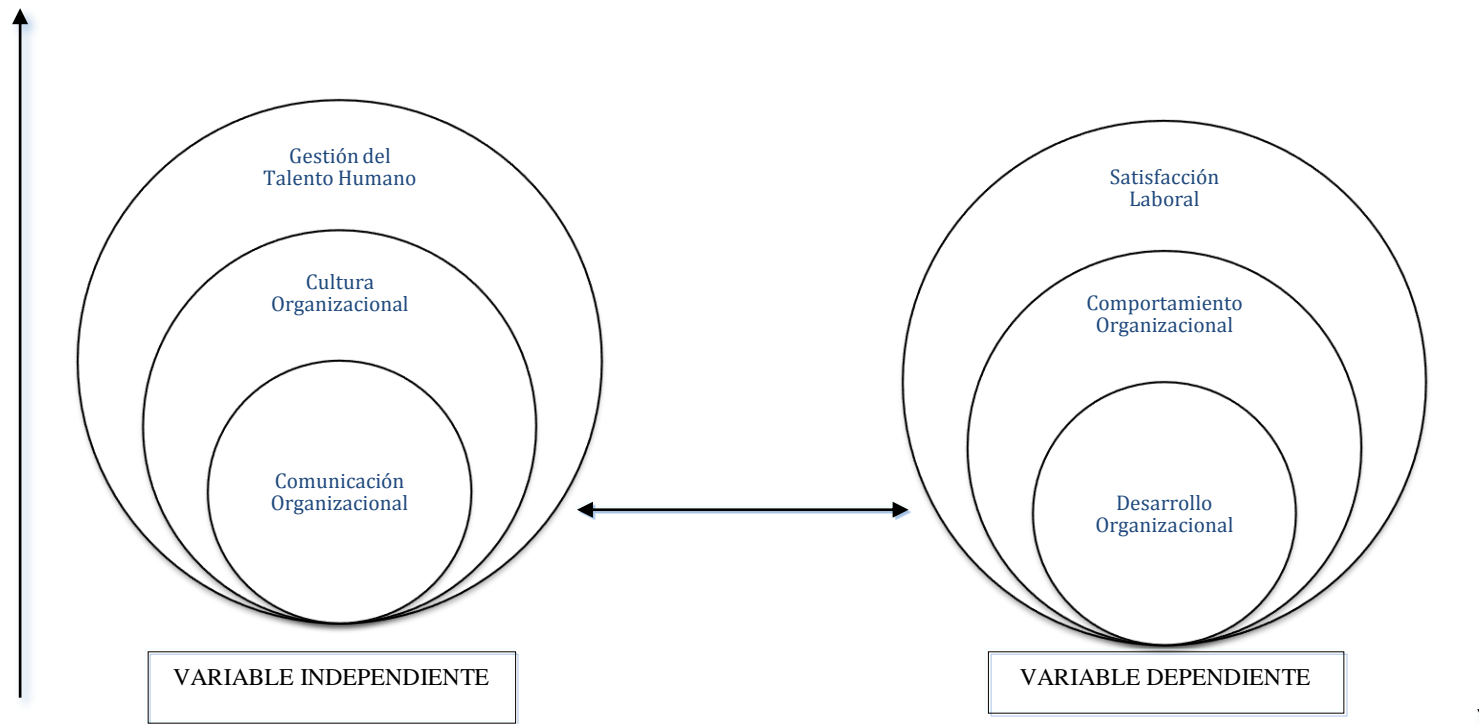 Gestión del
Talento Humano
Cultura
Organizacional
Comunicación
Organizacional
VARIABLE INDEPENDIENTE
Satisfacción
Laboral
Comportamiento
Organizacional
Desarrollo
Organizacional
VARIABLE DEPENDIENTE